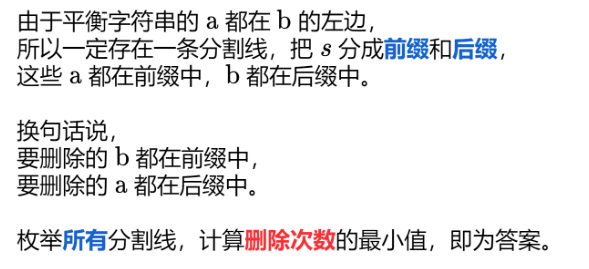 由于平衡字符串的 a 都在 b 的左边，
所以一定存在一条分割线，把 s 分成前缀和后缀，
这些 a 都在前缀中，b 都在后缀中。
换句话说，
要删除的 b 都在前缀中，
要删除的 a 都在后缀中。
枚举所有分割线，计算删除次数的最小值，即为答案。